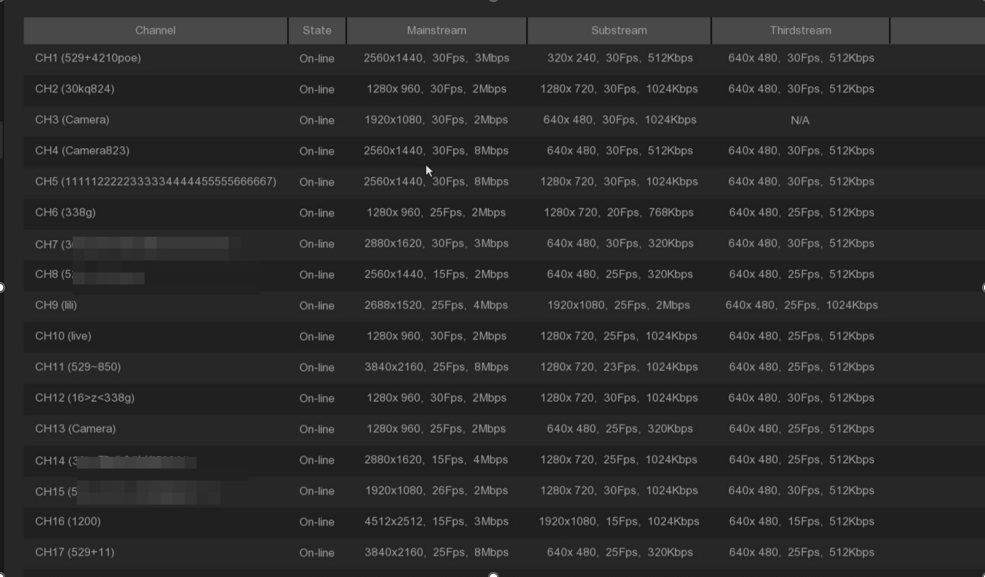 Channel State Mainstream Substream Thirdstream
CH1 (529+4210poe) On-line 2560x1440, 30Fps, 3Mbps 320x 240, 30Fps, 512Kbps 640x 480, 30Fps, 512Kbps
CH2 (30kq824) On-line 1280x 960, 30Fps, 2Mbps 1280x 720, 30Fps, 1024Kbps 640x 480, 30Fps, 512Kbps
CH3 (Camera) On-line 1920x1080, 30Fps, 2Mbps 640x 480, 30Fps, 1024Kbps N/A
CH4 (Camera823) On-line 2560x1440, 30Fps, 8Mbps 640x 480, 30Fps, 512Kbps 640x 480, 30Fps, 512Kbps
CH5 (11111222223333344444555556666​67) On-line 2560x1440, 30Fps, 8Mbps 1280x 720, 30Fps, 1024Kbps 640x 480, 30Fps, 512Kbps
CH6 (338g) On-line 1280x 960, 25Fps, 2Mbps 1280x 720, 20Fps, 768Kbps 640x 480, 25Fps, 512Kbps
CH7 On-line 2880x1620, 30Fps, 3Mbps 640x 480, 30Fps, 320Kbps 640x 480, 30Fps, 512Kbps
CH8 On-line 2560x1440, 15Fps, 2Mbps 640x 480, 25Fps, 320Kbps 640x 480, 25Fps, 512Kbps
CH9 (lili) On-line 2688x1520, 25Fps, 4Mbps 1920x1080, 25Fps, 2Mbps 640x 480, 25Fps, 1024Kbps
CH10 (live) On-line 1280x 960, 30Fps, 2Mbps 1280x 720, 25Fps, 1024Kbps 640x 480, 25Fps, 512Kbps
CH11 (529~850) On-line 3840x2160, 25Fps, 8Mbps 1280x 720, 23Fps, 1024Kbps 640x 480, 25Fps, 512Kbps
CH12 (16>z<338g) On-line 1280x 960, 30Fps, 2Mbps 1280x 720, 30Fps, 1024Kbps 640x 480, 30Fps, 512Kbps
CH13 (Camera) On-line 1280x 960, 25Fps, 2Mbps 640x 480, 25Fps, 320Kbps 640x 480, 25Fps, 512Kbps
CH14 On-line 2880x1620, 15Fps, 4Mbps 1280x 720, 25Fps, 1024Kbps 640x 480, 25Fps, 512Kbps
CH15 On-line 1920x1080, 26Fps, 2Mbps 1280x 720, 30Fps, 1024Kbps 640x 480, 30Fps, 512Kbps
CH16 (1200) On-line 4512x2512, 15Fps, 3Mbps 1920x1080, 15Fps, 1024Kbps 640x 480, 15Fps, 512Kbps
CH17 (529+11) On-line 3840x2160, 25Fps, 8Mbps 640x 480, 25Fps, 320Kbps 640x 480, 25Fps, 512Kbps